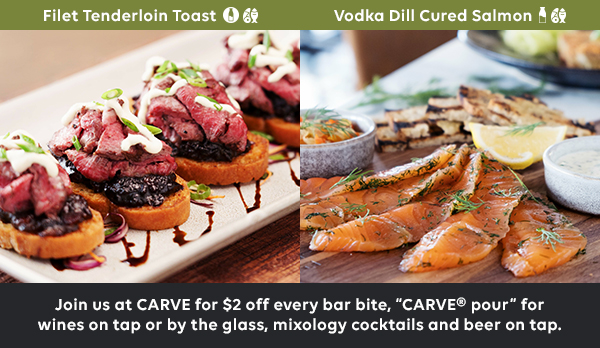 Filet Tenderloin Toast
Vodka Dill Cured Salmon
Join us at CARVE for $2 off every bar bite, “CARVE® pour” for
wines on tap or by the glass, mixology cocktails and beer on tap.